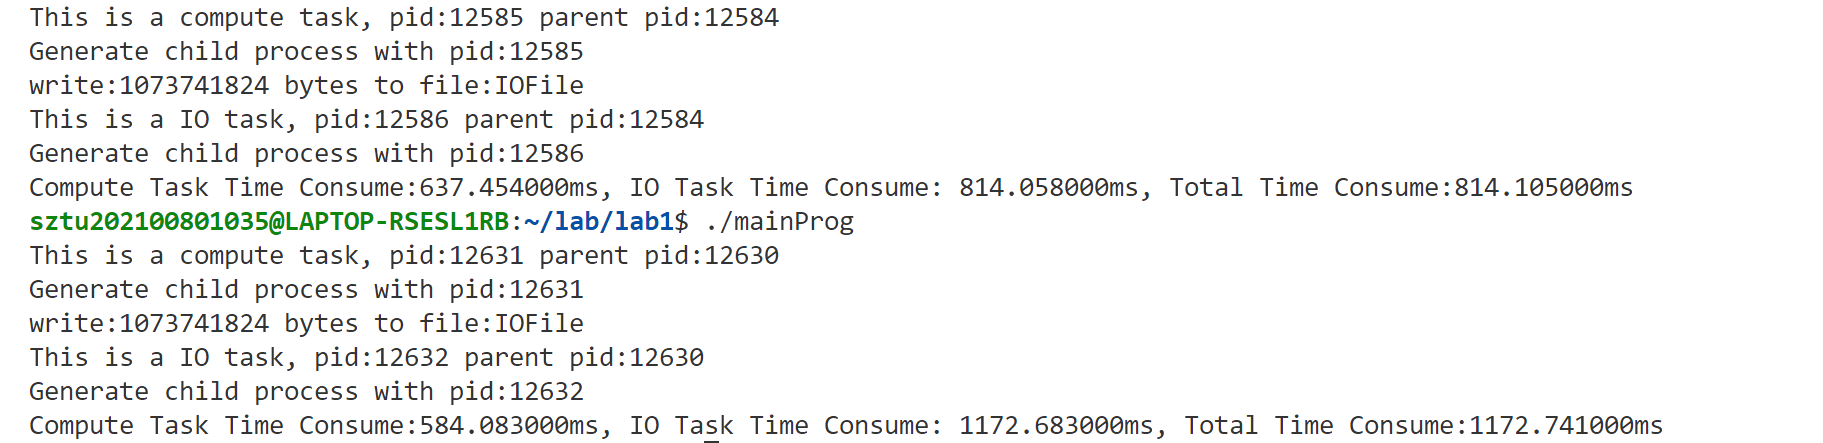 This is a compute task, pid:12585 parent pid:12584
Generate child process with pid:12585
write:1073741824 bytes to file:IOFile
This is a IO task, pid:12586 parent pid:12584
Generate child process with pid:12586
Compute Task Time Consume:637.454000ms, IO Task Time Consume: 814.058000ms, Total Time Consume:814.105000ms
sztu202100801035@LAPTOP-RSESL1RB:~/lab/lab1$ ./mainProg
This is a compute task, pid:12631 parent pid:12630
Generate child process with pid:12631
write:1073741824 bytes to file:IOFile
This is a IO task, pid:12632 parent pid:12630
Generate child process with pid:12632
Compute Task Time Consume:584.083000ms, IO Task Time Consume: 1172.683000ms, Total Time Consume:1172.741000ms